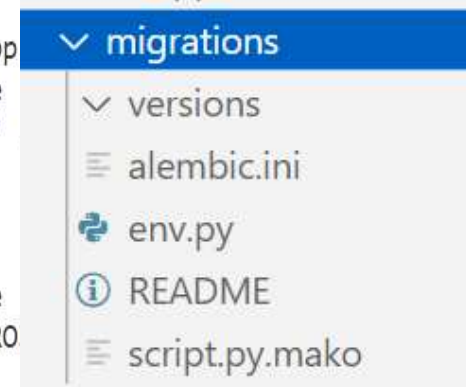 migrations
versions
alembic.ini
env.py
README
script.py.mako